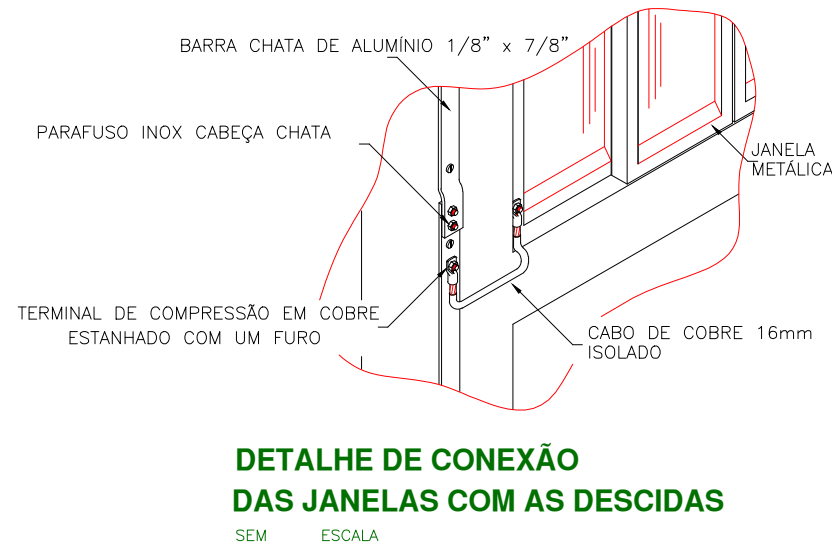 BARRA CHATA DE ALUMÍNIO 1/8” x 7/8”
PARAFUSO INOX CABEÇA CHATA
JANELA
METÁLICA
TERMINAL DE COMPRESSÃO EM COBRE
ESTANHADO COM UM FURO
CABO DE COBRE 16mm
ISOLADO
DETALHE DE CONEXÃO
DAS JANELAS COM AS DESCIDAS
SEM ESCALA